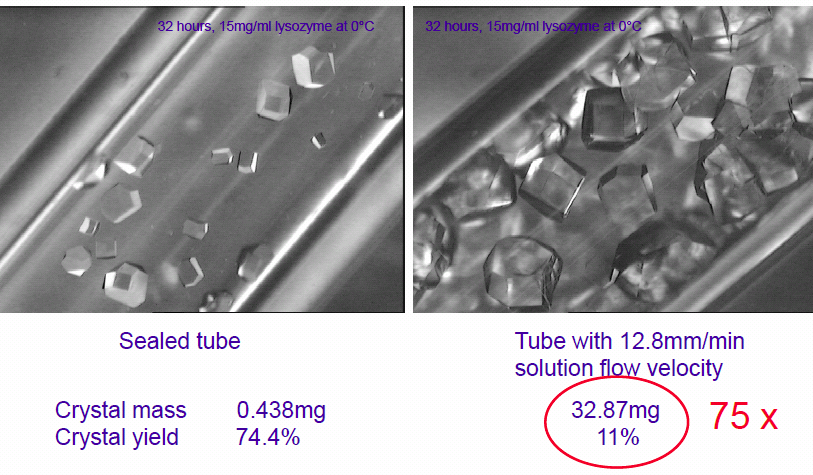 32 hours, 15mg/ml lysozyme at 0°C
32 hours, 15mg/ml lysozyme at 0°C
Sealed tube
Tube with 12.8mm/min
solution flow velocity
Crystal mass 0.438mg
Crystal yield 74.4%
32.87mg
11%
75 x